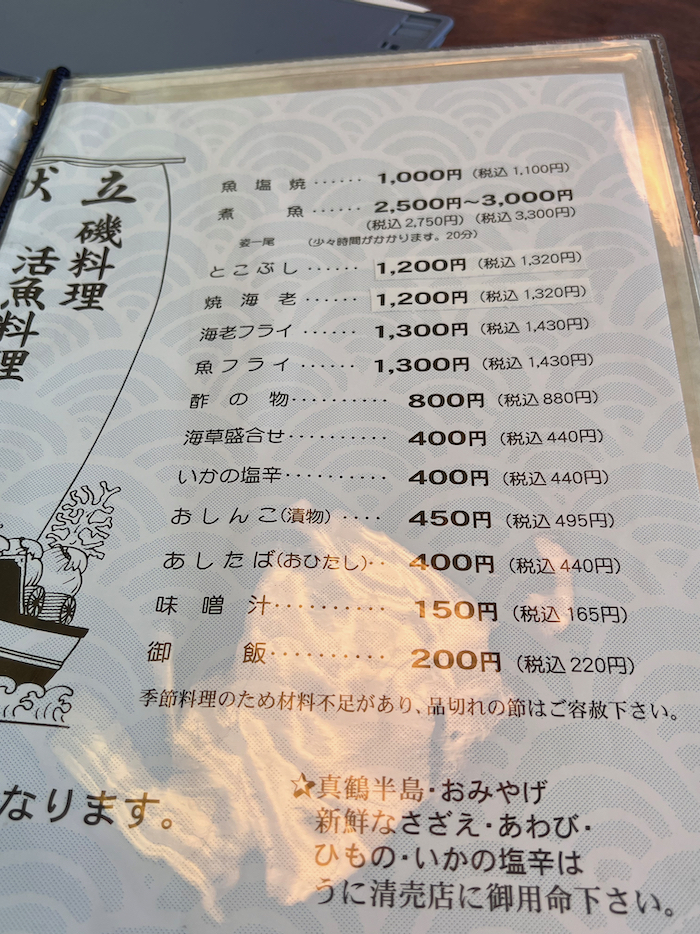 立
磯料理
活魚料理
魚塩焼······ 1,000円 (税込1,100円)
煮魚······ 2,500円〜3,000円
(税込2,750円) (税込3,300円)
姿一尾 (少々時間がかかります。20分)
とこぶし······ 1,200円 (税込1,320円)
焼海老······ 1,200円 (税込1,320円)
海老フライ······ 1,300円 (税込1,430円)
魚フライ······ 1,300円 (税込1,430円)
酢の物·········· 800円 (税込880円)
海草盛合せ·········· 400円 (税込440円)
いかの塩辛·········· 400円 (税込440円)
おしんこ(漬物)···· 450円 (税込495円)
あしたば(おひたし)·· 400円 (税込440円)
味噌汁·········· 150円 (税込165円)
御飯·········· 200円 (税込220円)
季節料理のため材料不足があり、品切れの節はご容赦下さい。
なります。
☆真鶴半島・おみやげ
新鮮なさざえ・あわび・
ひもの・いかの塩辛は
うに清売店に御用命下さい。